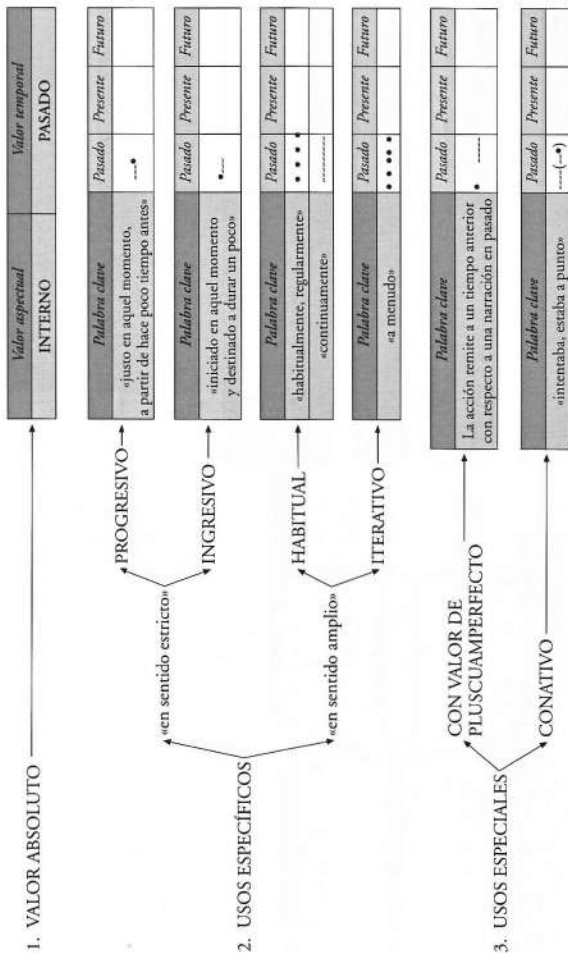 1. VALOR ABSOLUTO
Valor aspectual Valor temporal
INTERNO PASADO
2. USOS ESPECÍFICOS
«en sentido estricto»
PROGRESIVO
Palabra clave Pasado Presente Futuro
«justo en aquel momento,
a partir de hace poco tiempo antes» ---•
INGRESIVO
Palabra clave Pasado Presente Futuro
«iniciado en aquel momento
y destinado a durar un poco» •---
«en sentido amplio»
HABITUAL
Palabra clave Pasado Presente Futuro
«habitualmente, regularmente» • • • •
«continuamente» ---------
ITERATIVO
Palabra clave Pasado Presente Futuro
«a menudo» • • •• •
3. USOS ESPECIALES
CON VALOR DE
PLUSCUAMPERFECTO
Palabra clave Pasado Presente Futuro
La acción remite a un tiempo anterior
con respecto a una narración en pasado • -----
CONATIVO
Palabra clave Pasado Presente Futuro
«intentaba, estaba a punto» ----(--•)